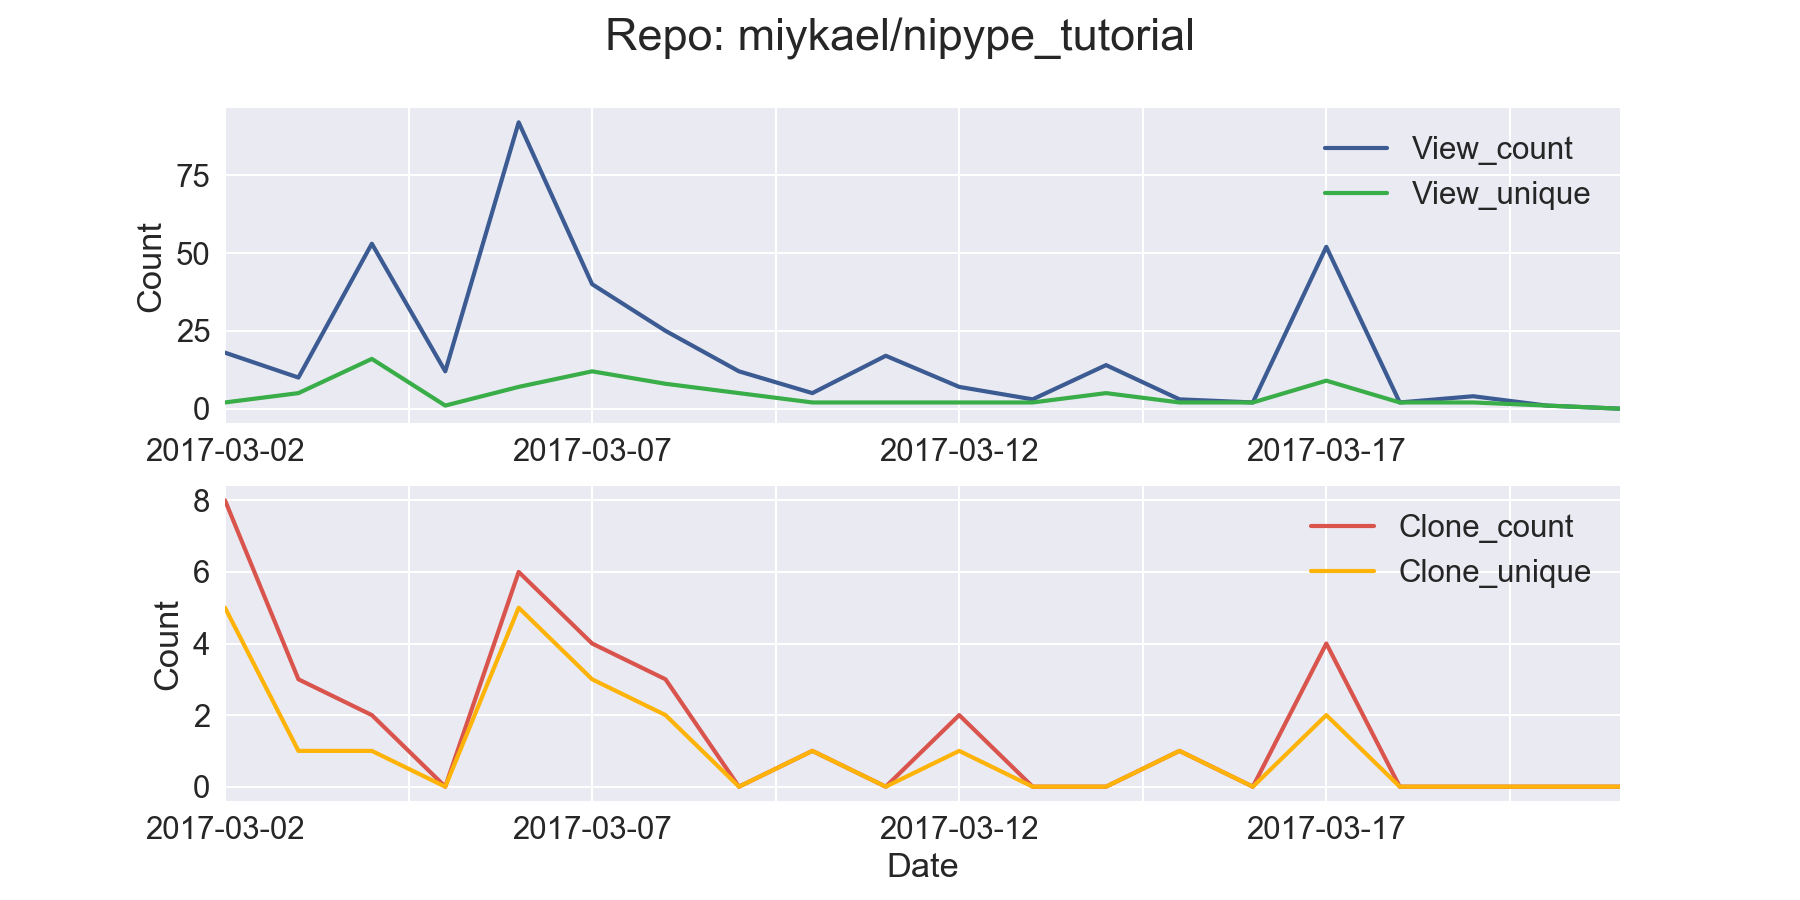 Repo: miykael/nipype_tutorial
View_count
View_unique
75
50
25
0
Count
2017-03-02 2017-03-07 2017-03-12 2017-03-17
Clone_count
Clone_unique
8
6
4
2
0
Count
2017-03-02 2017-03-07 2017-03-12 2017-03-17
Date